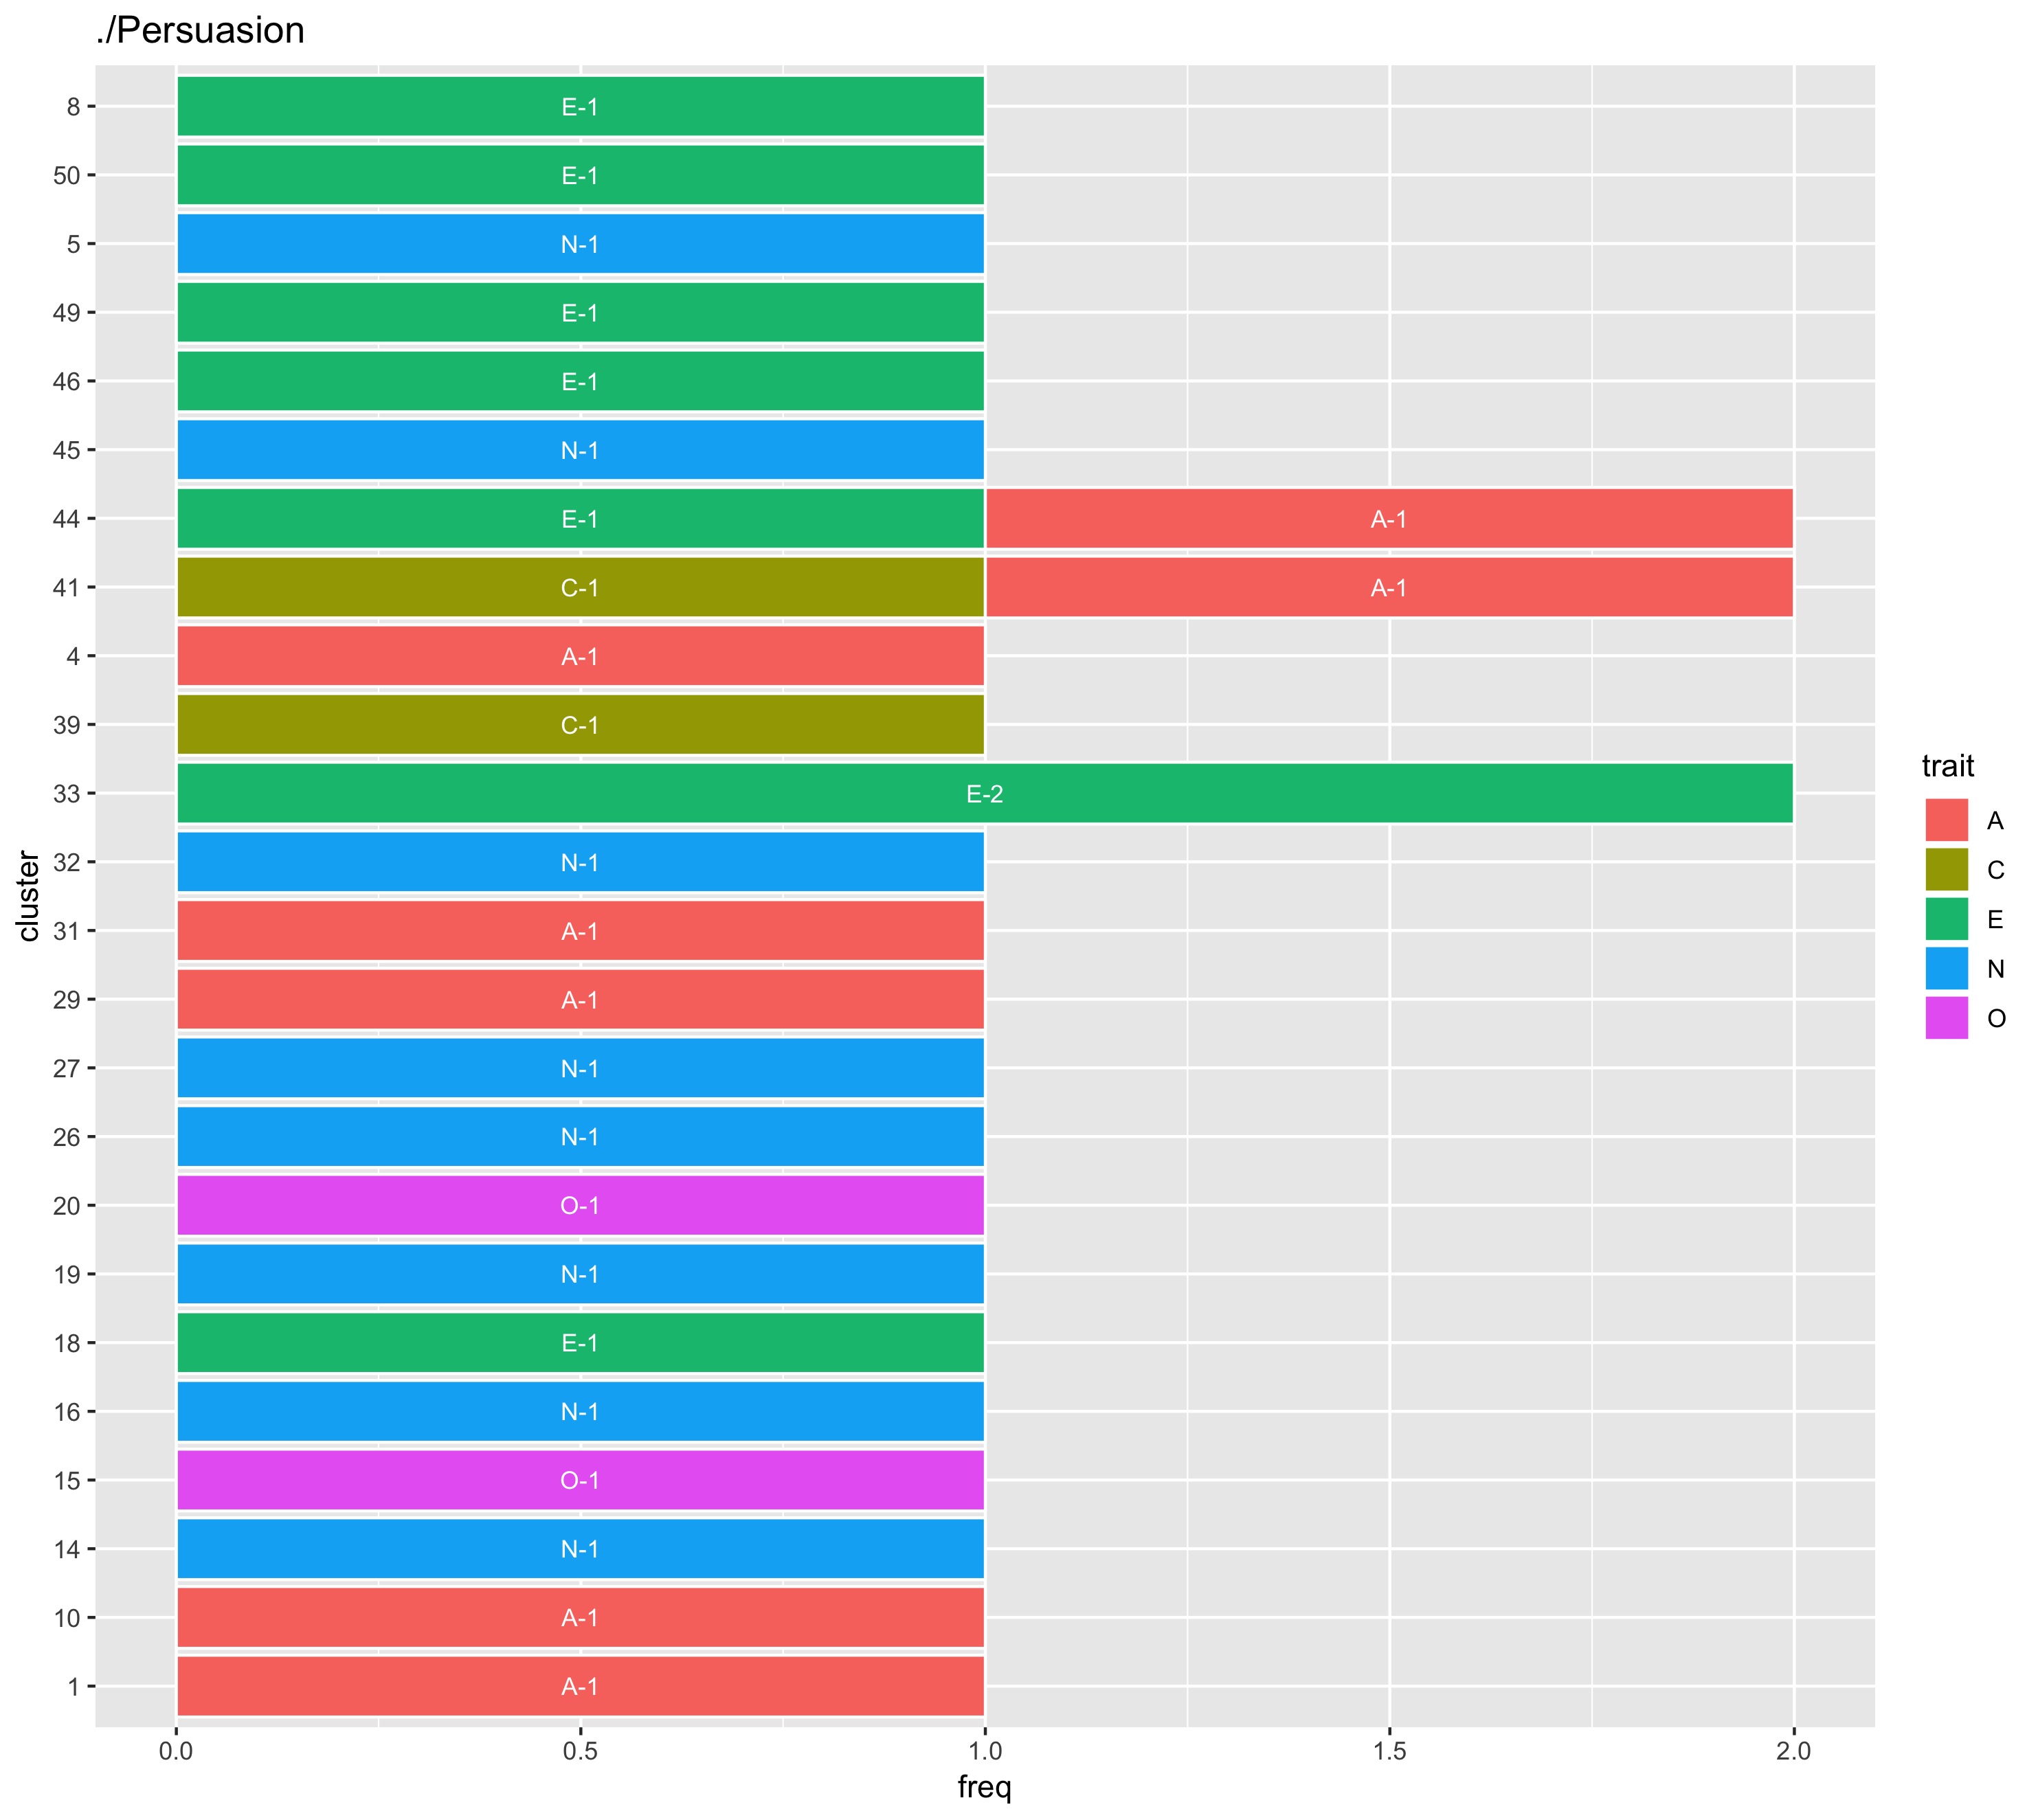 ./Persuasion
8 E-1
50 E-1
5 N-1
49 E-1
46 E-1
45 N-1
44 E-1 A-1
41 C-1 A-1
4 A-1
39 C-1
33 E-2
32 N-1
31 A-1
29 A-1
27 N-1
26 N-1
20 O-1
19 N-1
18 E-1
16 N-1
15 O-1
14 N-1
10 A-1
1 A-1
cluster
0.0 0.5 1.0 1.5 2.0
freq
trait
A
C
E
N
O